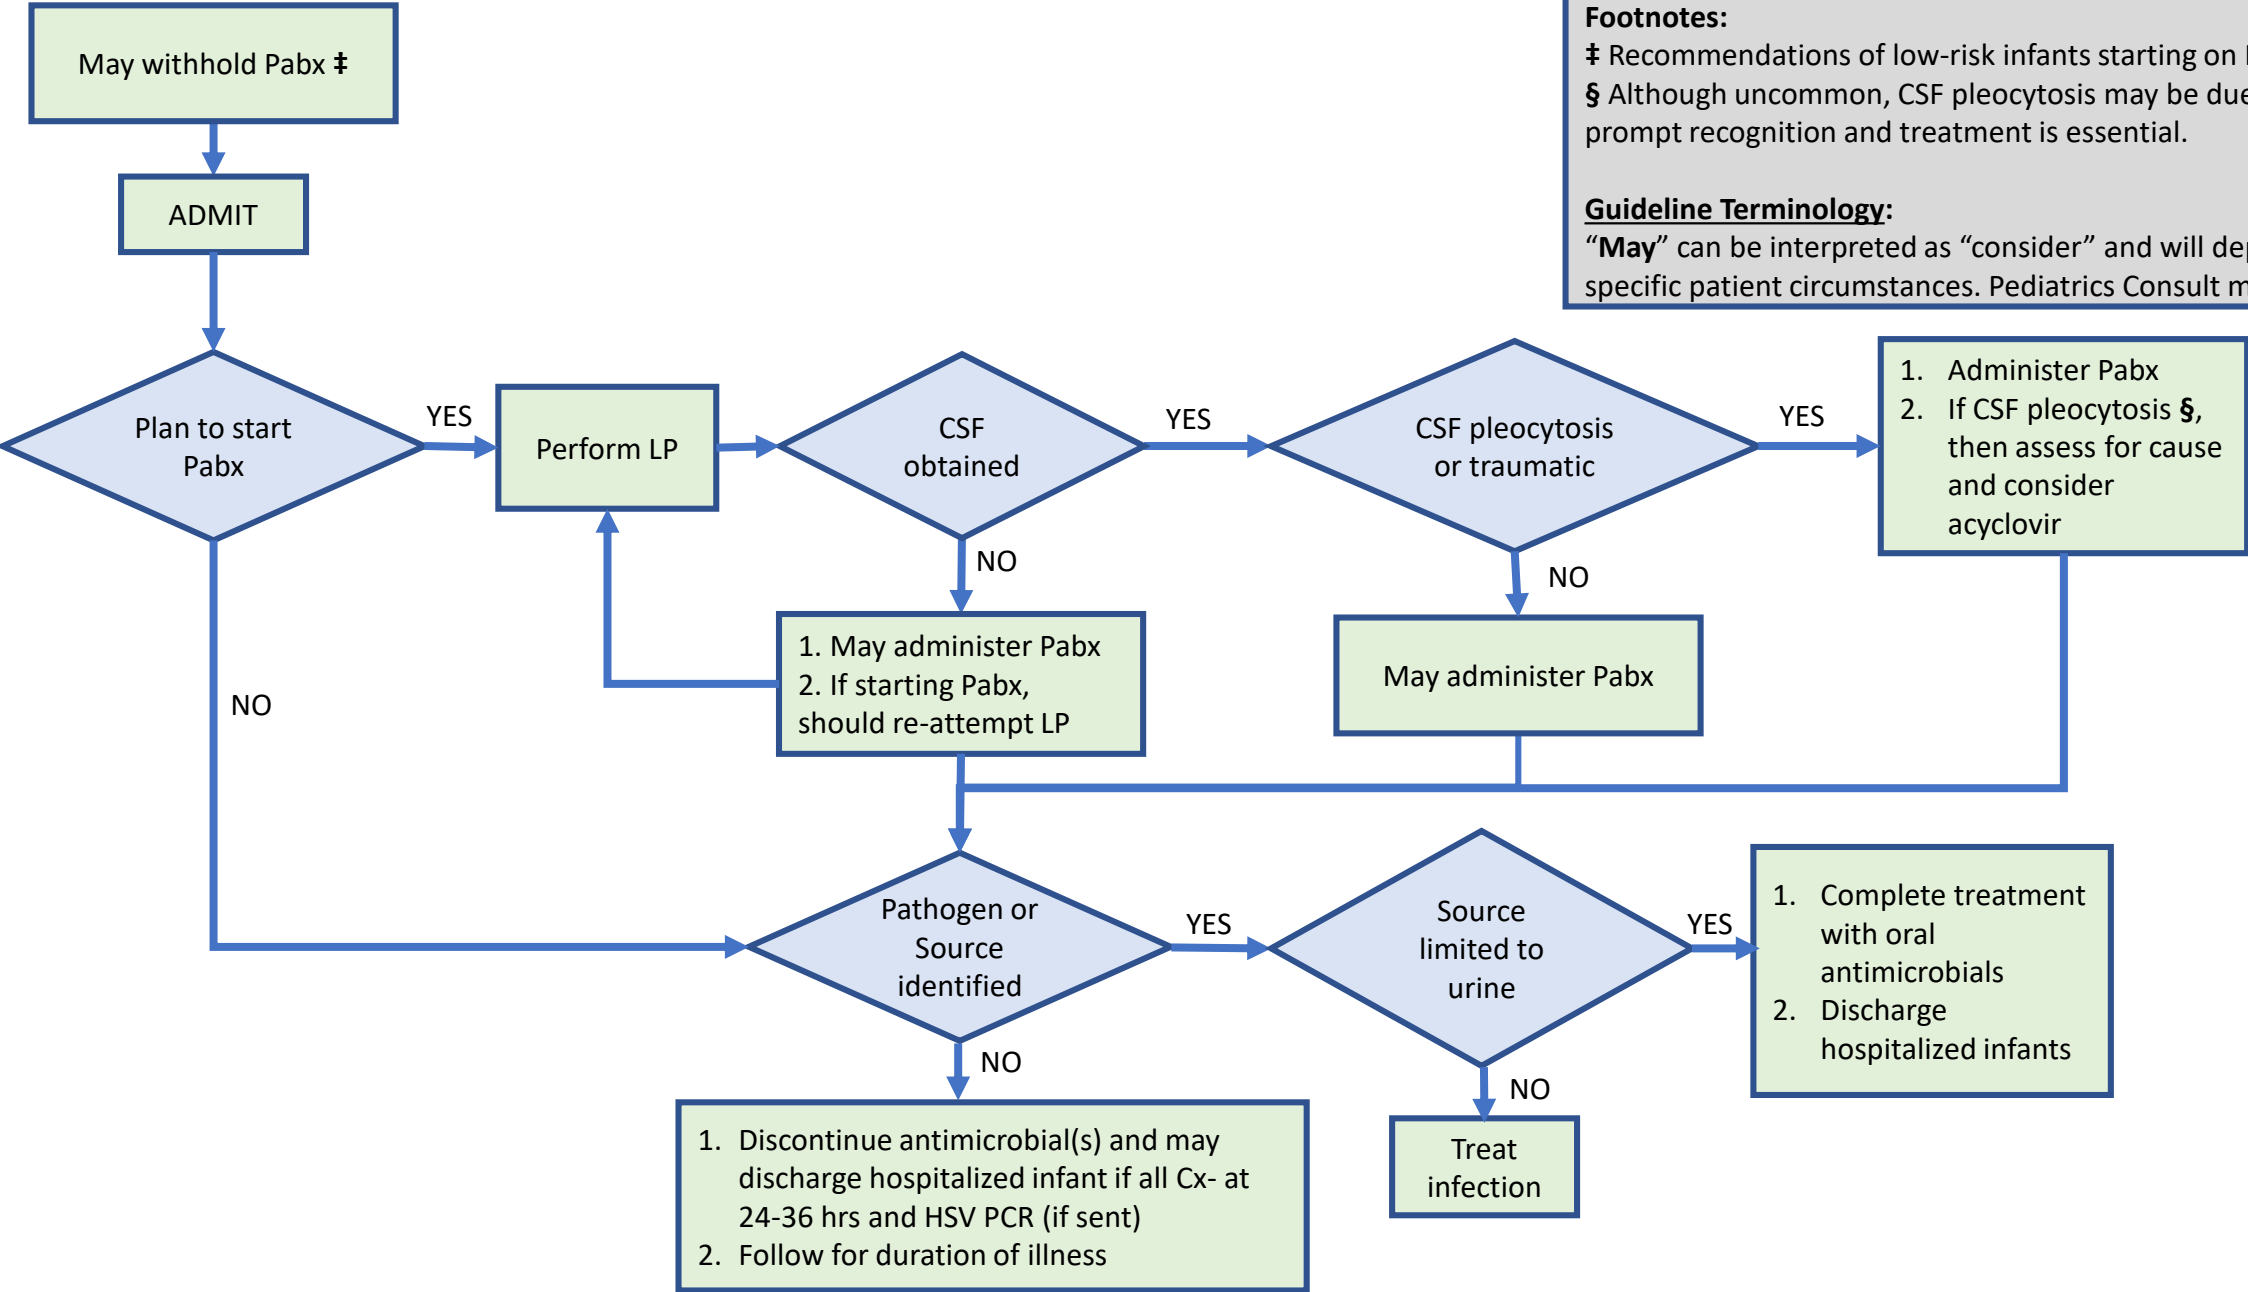 May withhold Pabx ‡
Footnotes:
‡ Recommendations of low-risk infants starting on
§ Although uncommon, CSF pleocytosis may be due
prompt recognition and treatment is essential.
Guideline Terminology:
“May” can be interpreted as “consider” and will
specific patient circumstances. Pediatrics Consult
ADMIT
Plan to start
Pabx
YES
Perform LP
CSF
obtained
YES
CSF pleocytosis
or traumatic
YES
1. Administer Pabx
2. If CSF pleocytosis §,
then assess for cause
and consider
acyclovir
NO
1. May administer Pabx
2. If starting Pabx,
should re-attempt LP
NO
May administer Pabx
NO
Pathogen or
Source
identified
YES
Source
limited to
urine
YES
1. Complete treatment
with oral
antimicrobials
2. Discharge
hospitalized infants
NO
1. Discontinue antimicrobial(s) and may
discharge hospitalized infant if all Cx- at
24-36 hrs and HSV PCR (if sent)
2. Follow for duration of illness
NO
Treat
infection